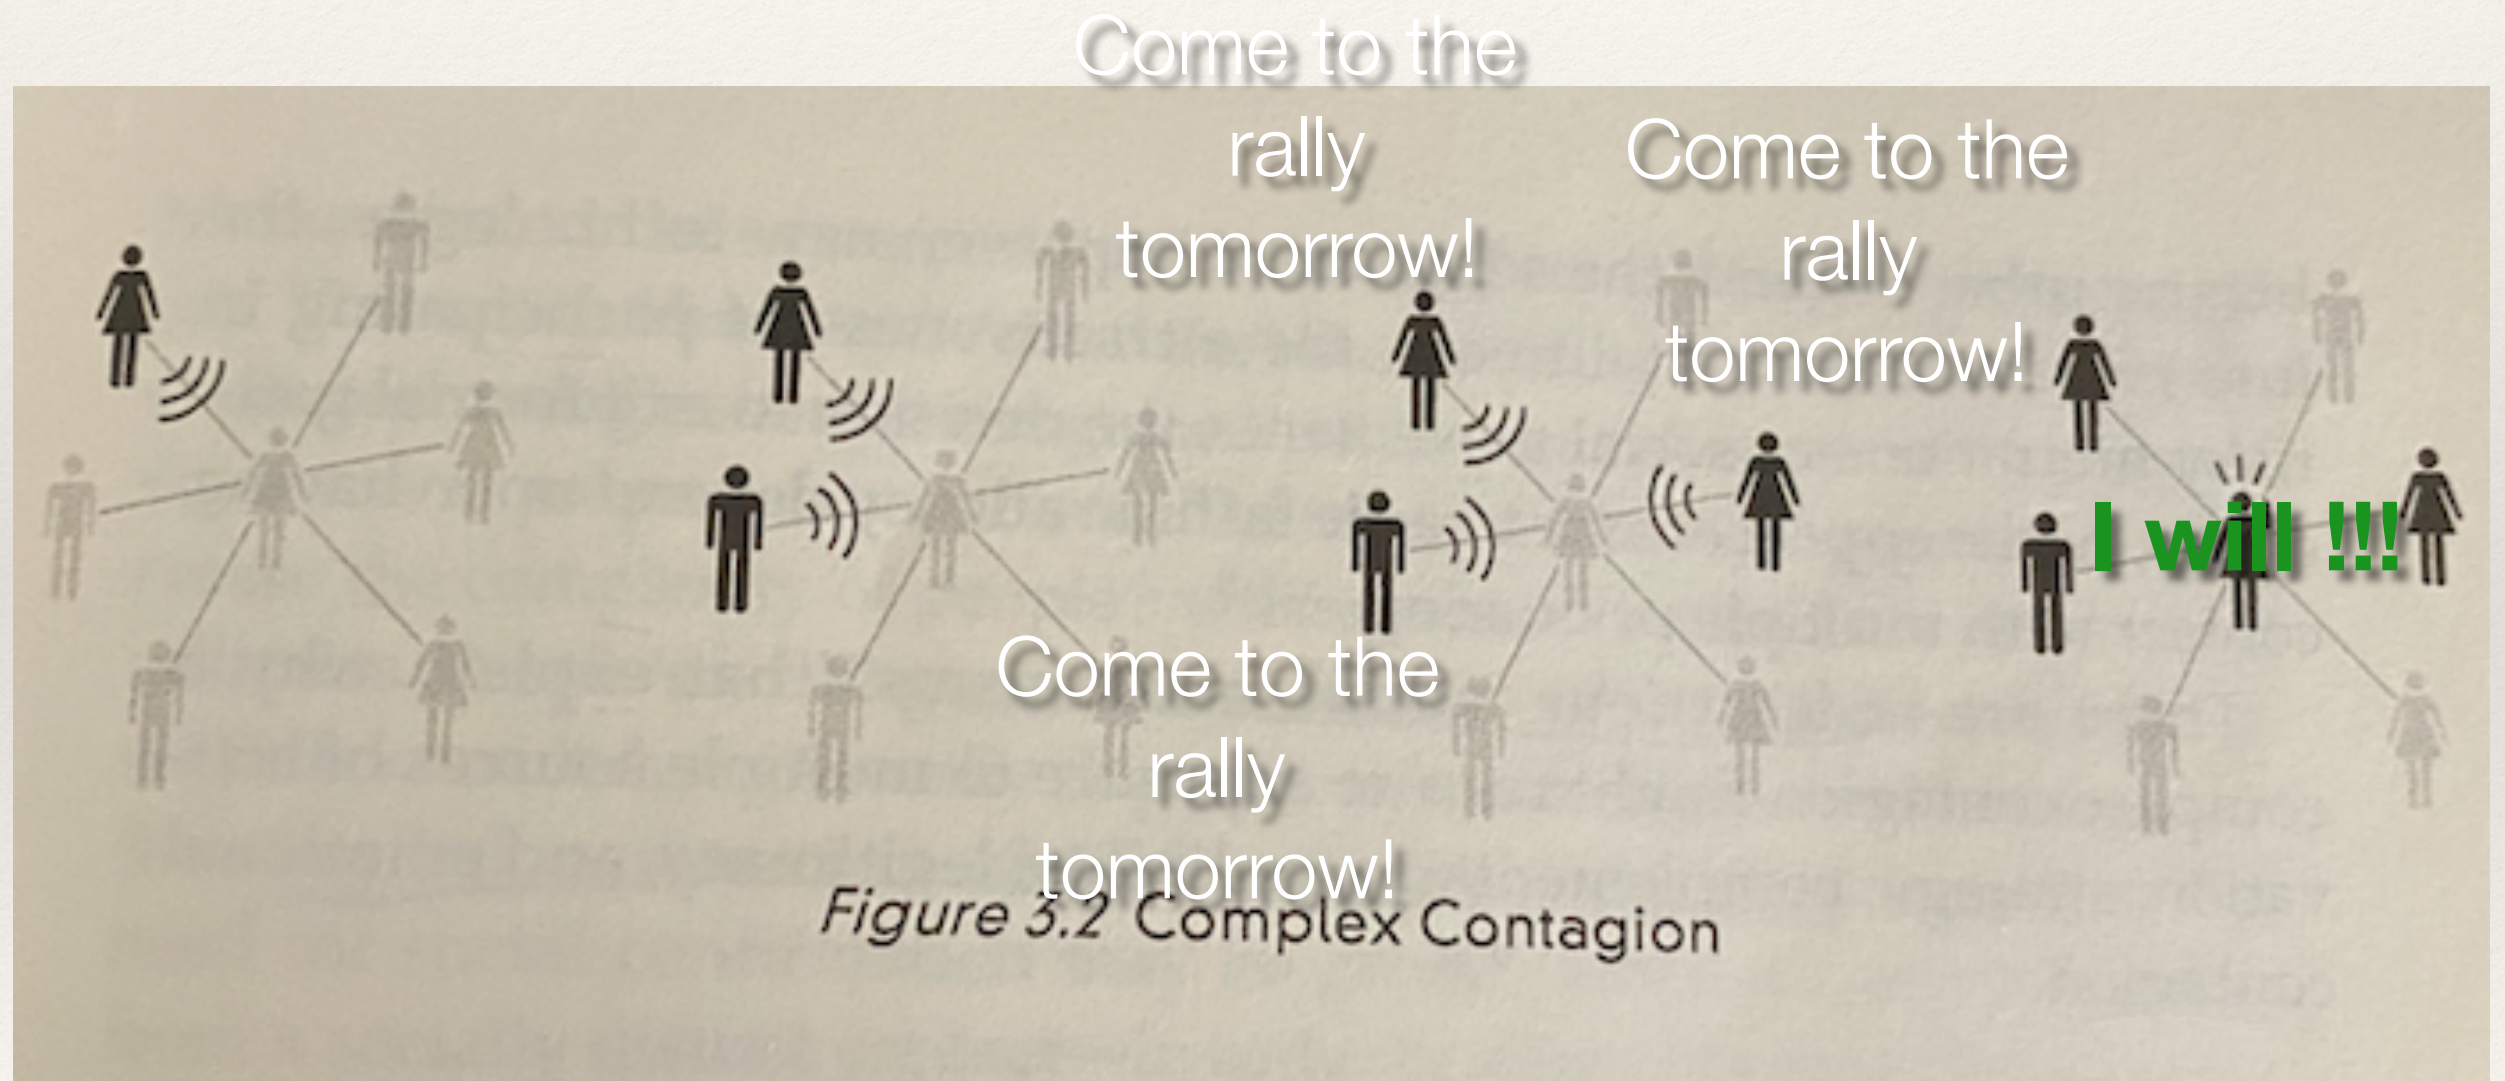 Come to the
rally
tomorrow!
Come to the
rally
tomorrow!
I will !!!
Come to the
rally
tomorrow!
Figure 3.2 Complex Contagion